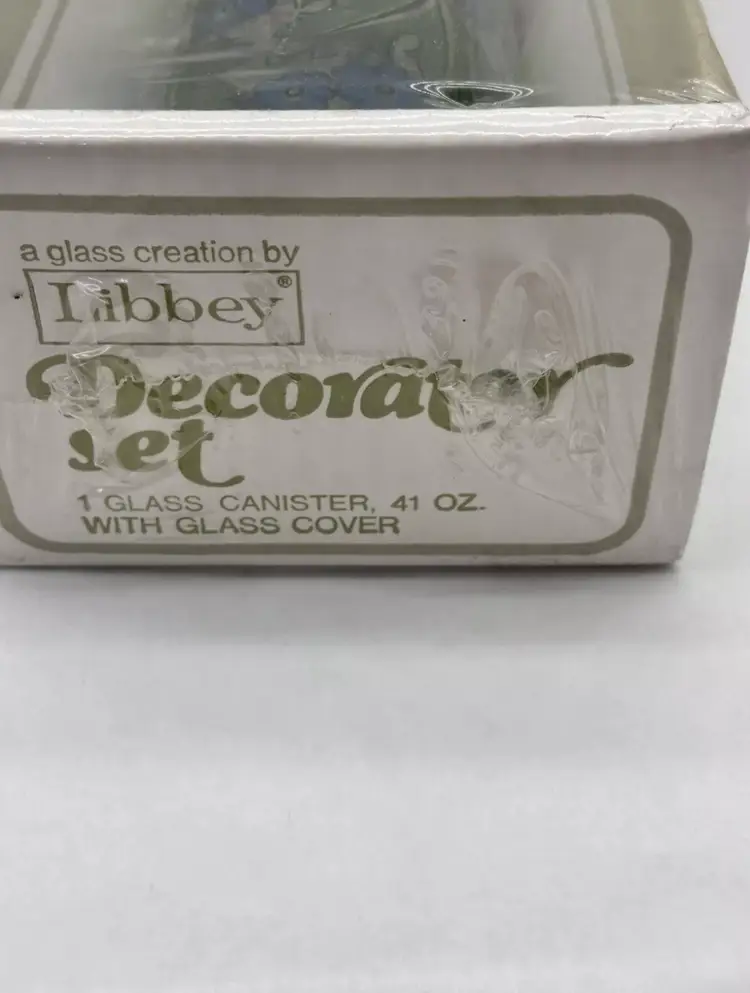 a glass creation by
Libbey®
Decorator
set
1 GLASS CANISTER, 41 OZ.
WITH GLASS COVER